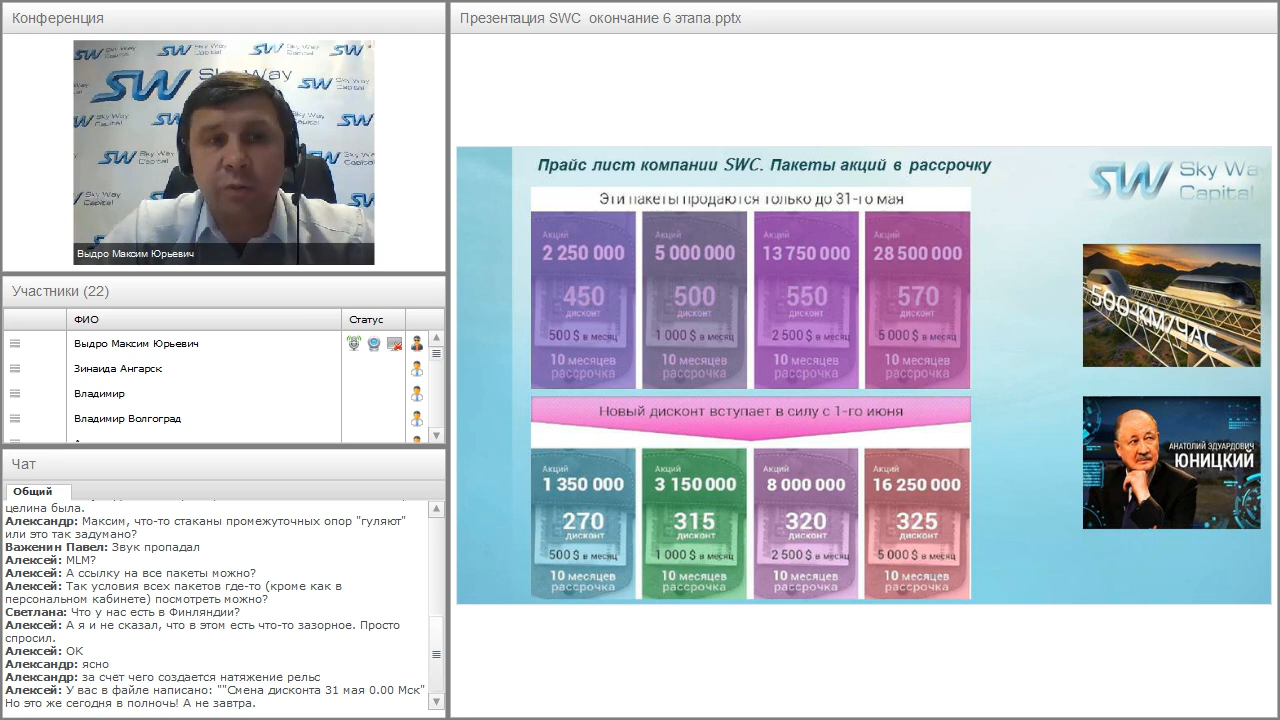 Конференция
SW Sky Way Capital
Выдро Максим Юрьевич
Участники (22)
ФИО Статус
Выдро Максим Юрьевич
Зинаида Ангарск
Владимир
Владимир Волгоград
Чат
Общий
целина была.
Александр: Максим, что-то стаканы промежуточных опор "гуляют"
или это так задумано?
Важенин Павел: Звук пропадал
Алексей: MLM?
Алексей: А ссылку на все пакеты можно?
Алексей: Так условия всех пакетов где-то (кроме как в
персональном кабинете) посмотреть можно?
Светлана: Что у нас есть в Финляндии?
Алексей: А я и не сказал, что в этом есть что-то зазорное. Просто
спросил.
Алексей: OK
Александр: ясно
Александр: за счет чего создается натяжение рельс
Алексей: У вас в файле написано: ""Смена дисконта 31 мая 0.00 Мск"
Но это же сегодня в полночь! А не завтра.
Презентация SWC окончание 6 этапа.pptx
Прайс лист компании SWC. Пакеты акций в рассрочку
Эти пакеты продаются только до 31-го мая
Акций Акций Акций Акций
2 250 000 5 000 000 13 750 000 28 500 000
450 500 550 570
дисконт дисконт дисконт дисконт
500 $ в месяц 1 000 $ в месяц 2 500 $ в месяц 5 000 $ в месяц
10 месяцев 10 месяцев 10 месяцев 10 месяцев
рассрочка рассрочка рассрочка рассрочка
Новый дисконт вступает в силу с 1-го июня
Акций Акций Акций Акций
1 350 000 3 150 000 8 000 000 16 250 000
270 315 320 325
дисконт дисконт дисконт дисконт
500 $ в месяц 1 000 $ в месяц 2 500 $ в месяц 5 000 $ в месяц
10 месяцев 10 месяцев 10 месяцев 10 месяцев
рассрочка рассрочка рассрочка рассрочка
SW Sky Wa
Capital
500 КМ/ЧАС
АНАТОЛИЙ ЭДУАРДОВИЧ
ЮНИЦКИЙ